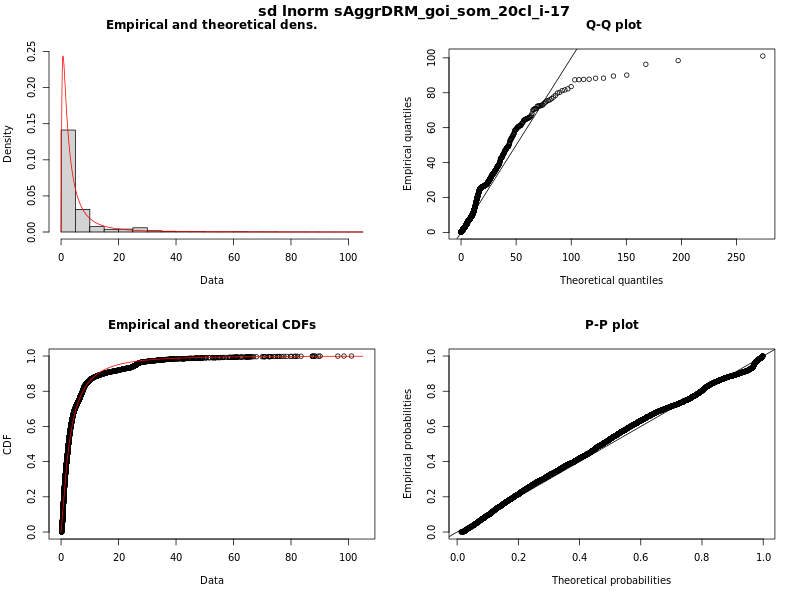 sd lnorm sAggrDRM_goi_som_20cl_i-17
Empirical and theoretical dens.
Density
0.00 0.05 0.10 0.15 0.20 0.25
0 20 40 60 80 100
Data
Q-Q plot
Empirical quantiles
0 20 40 60 80 100
0 50 100 150 200 250
Theoretical quantiles
Empirical and theoretical CDFs
CDF
0.0 0.2 0.4 0.6 0.8 1.0
0 20 40 60 80 100
Data
P-P plot
Empirical probabilities
0.0 0.2 0.4 0.6 0.8 1.0
0.0 0.2 0.4 0.6 0.8 1.0
Theoretical probabilities